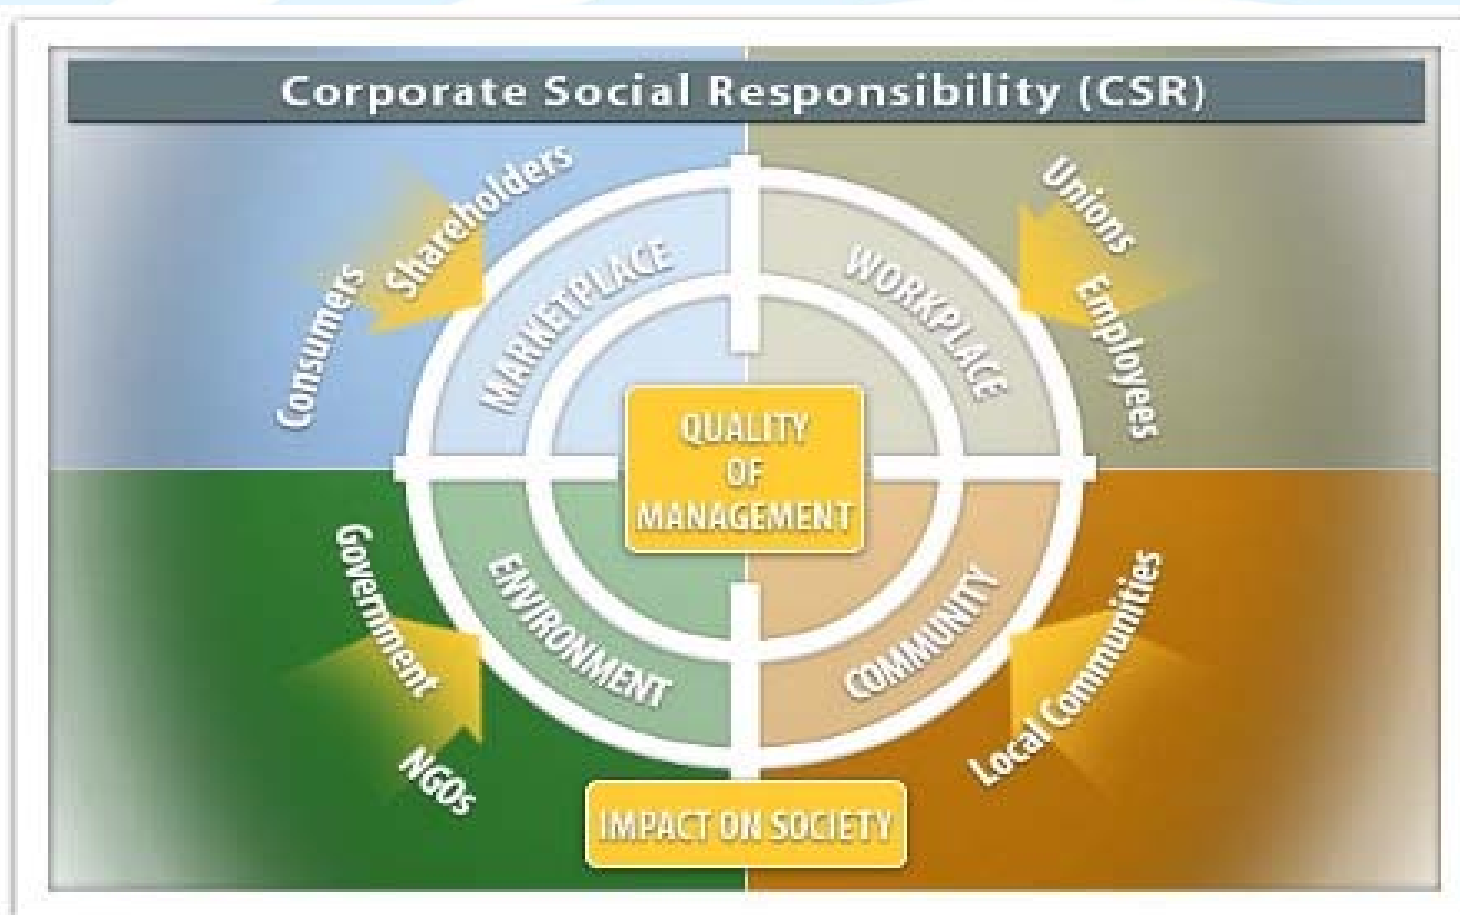 Corporate Social Responsibility (CSR)
Consumers
Shareholders
MARKETPLACE
WORKPLACE
Unions
Employees
QUALITY
OF
MANAGEMENT
Government
NGOs
ENVIRONMENT
COMMUNITY
Local Communities
IMPACT ON SOCIETY